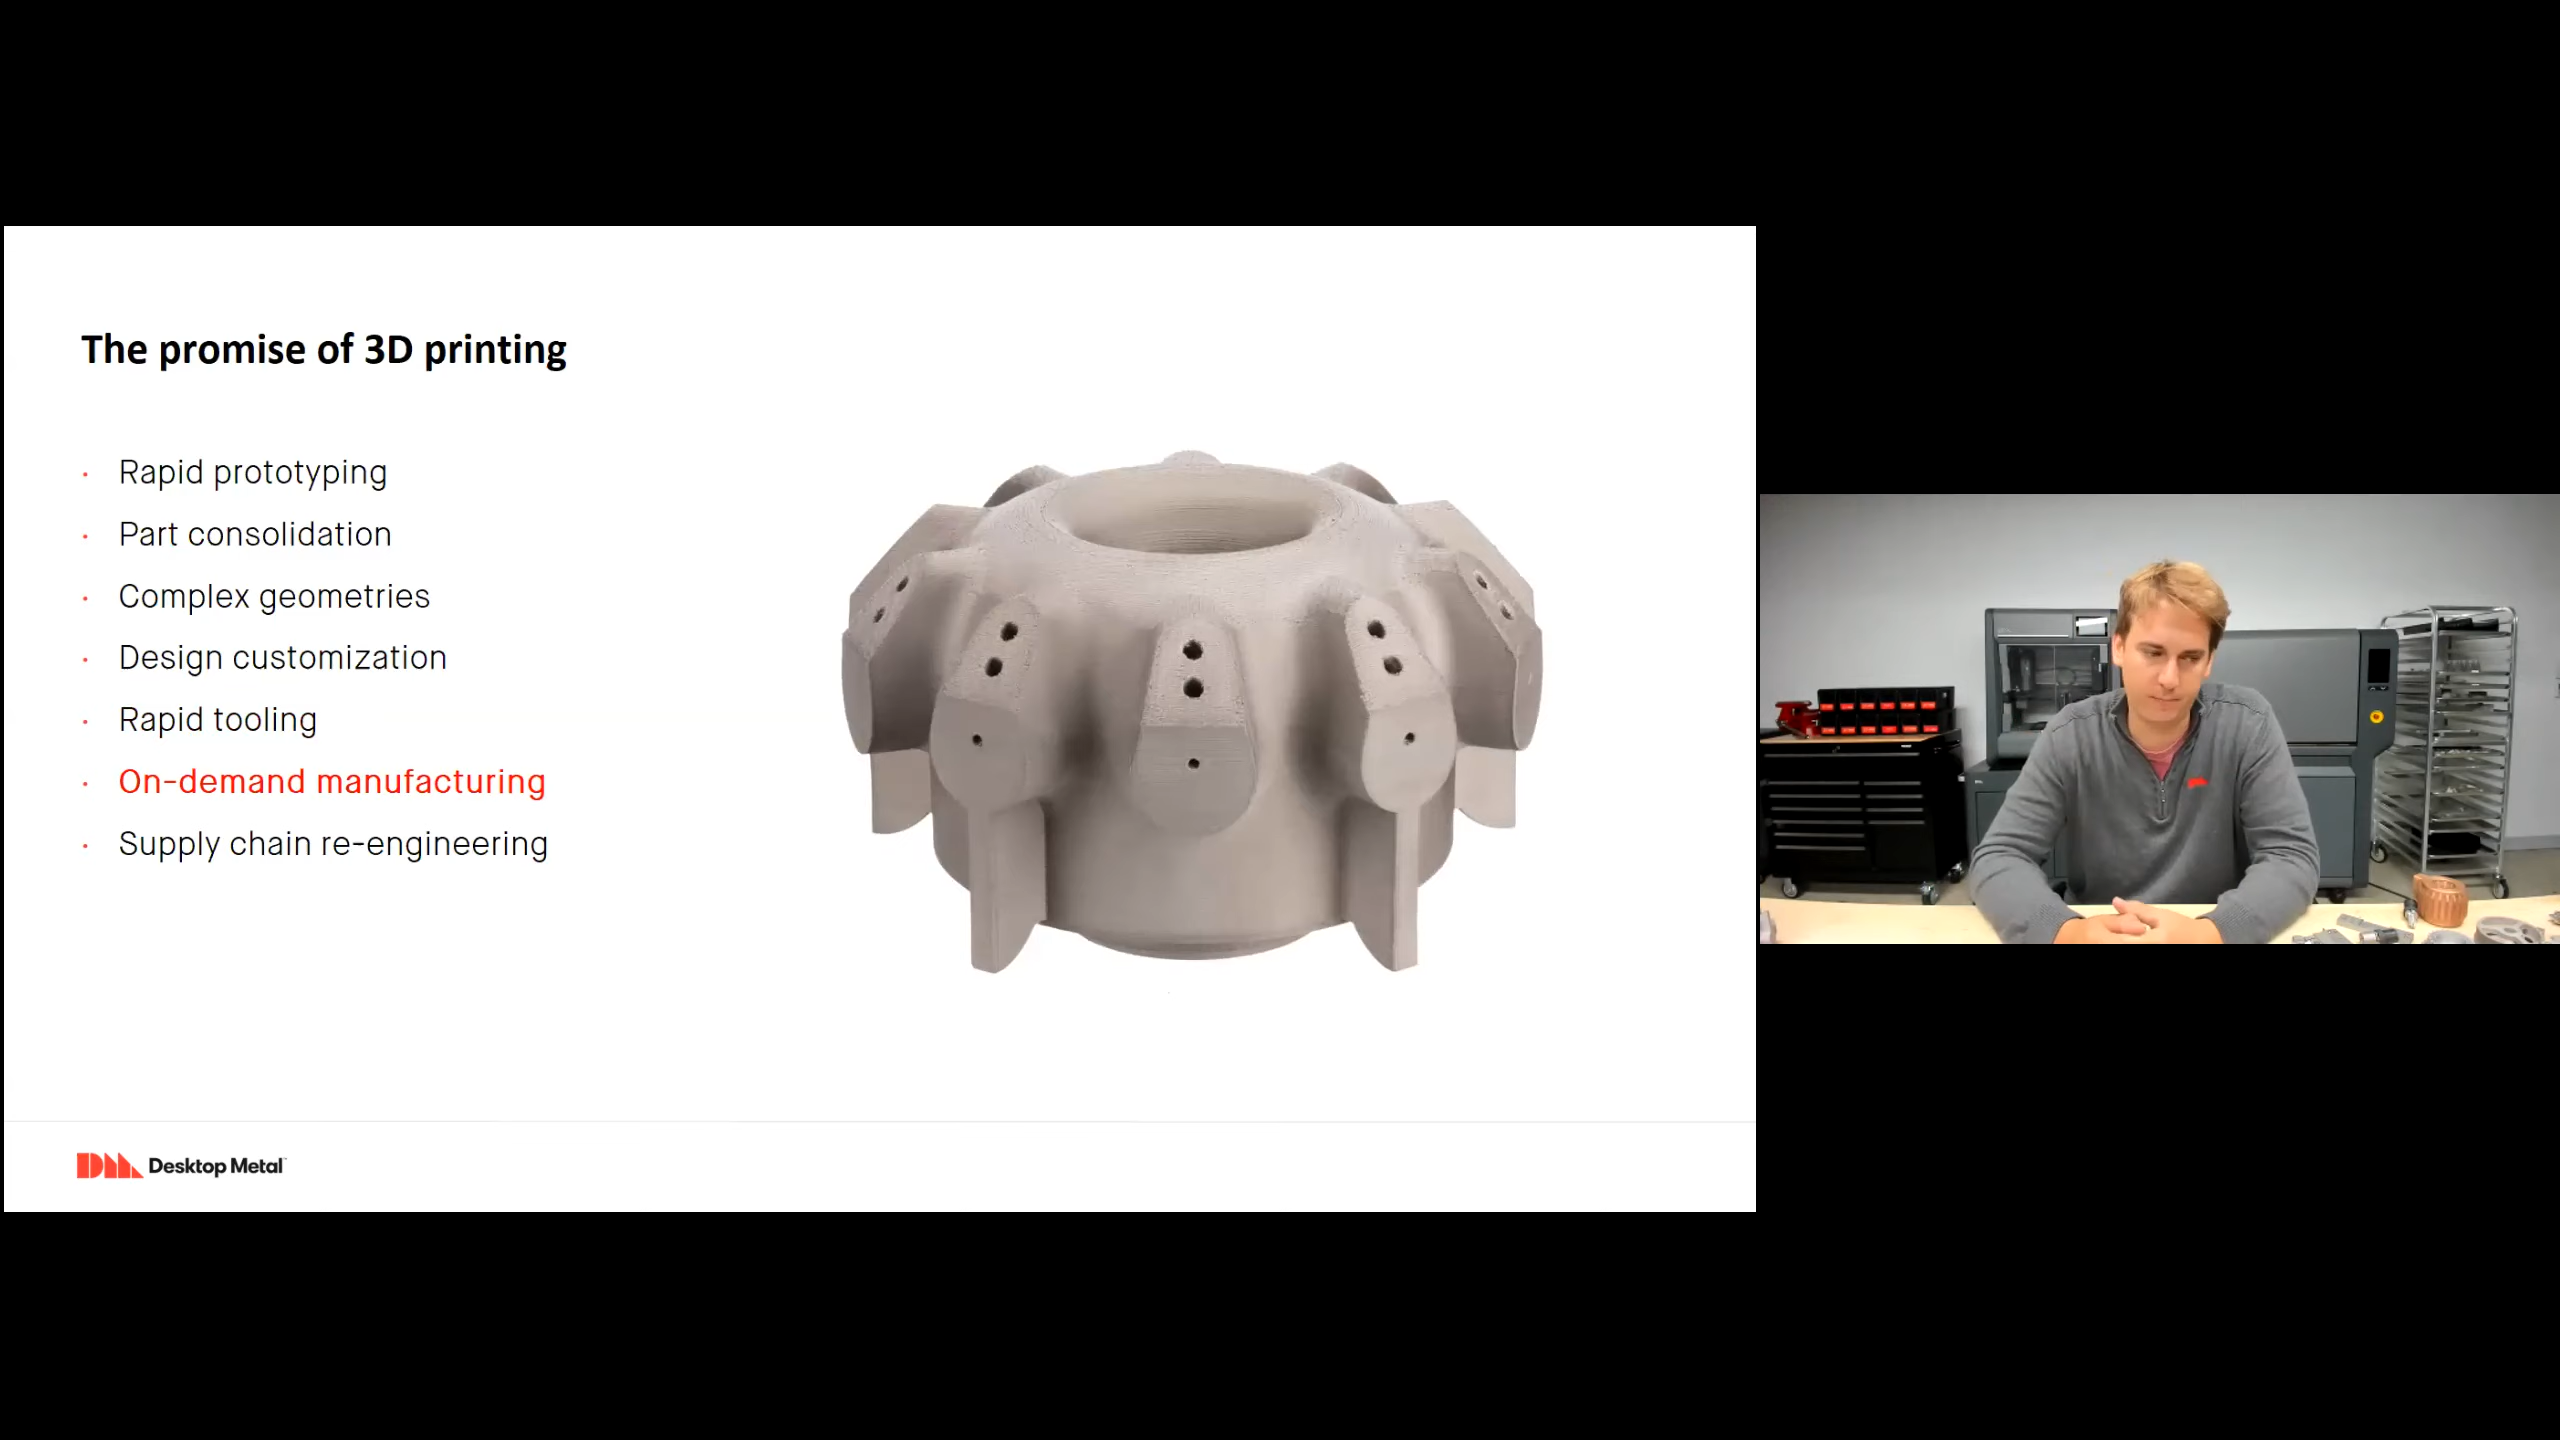 The promise of 3D printing
Rapid prototyping
Part consolidation
Complex geometries
Design customization
Rapid tooling
On-demand manufacturing
Supply chain re-engineering
Desktop Metal